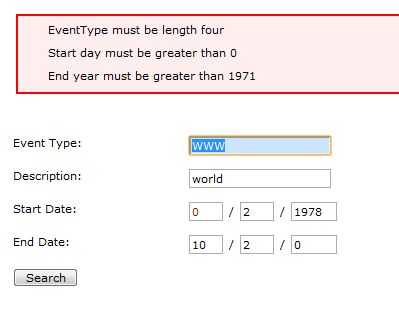 EventType must be length four
Start day must be greater than 0
End year must be greater than 1971
Event Type: WWW
Description: world
Start Date: 0 / 2 / 1978
End Date: 10 / 2 / 0
Search